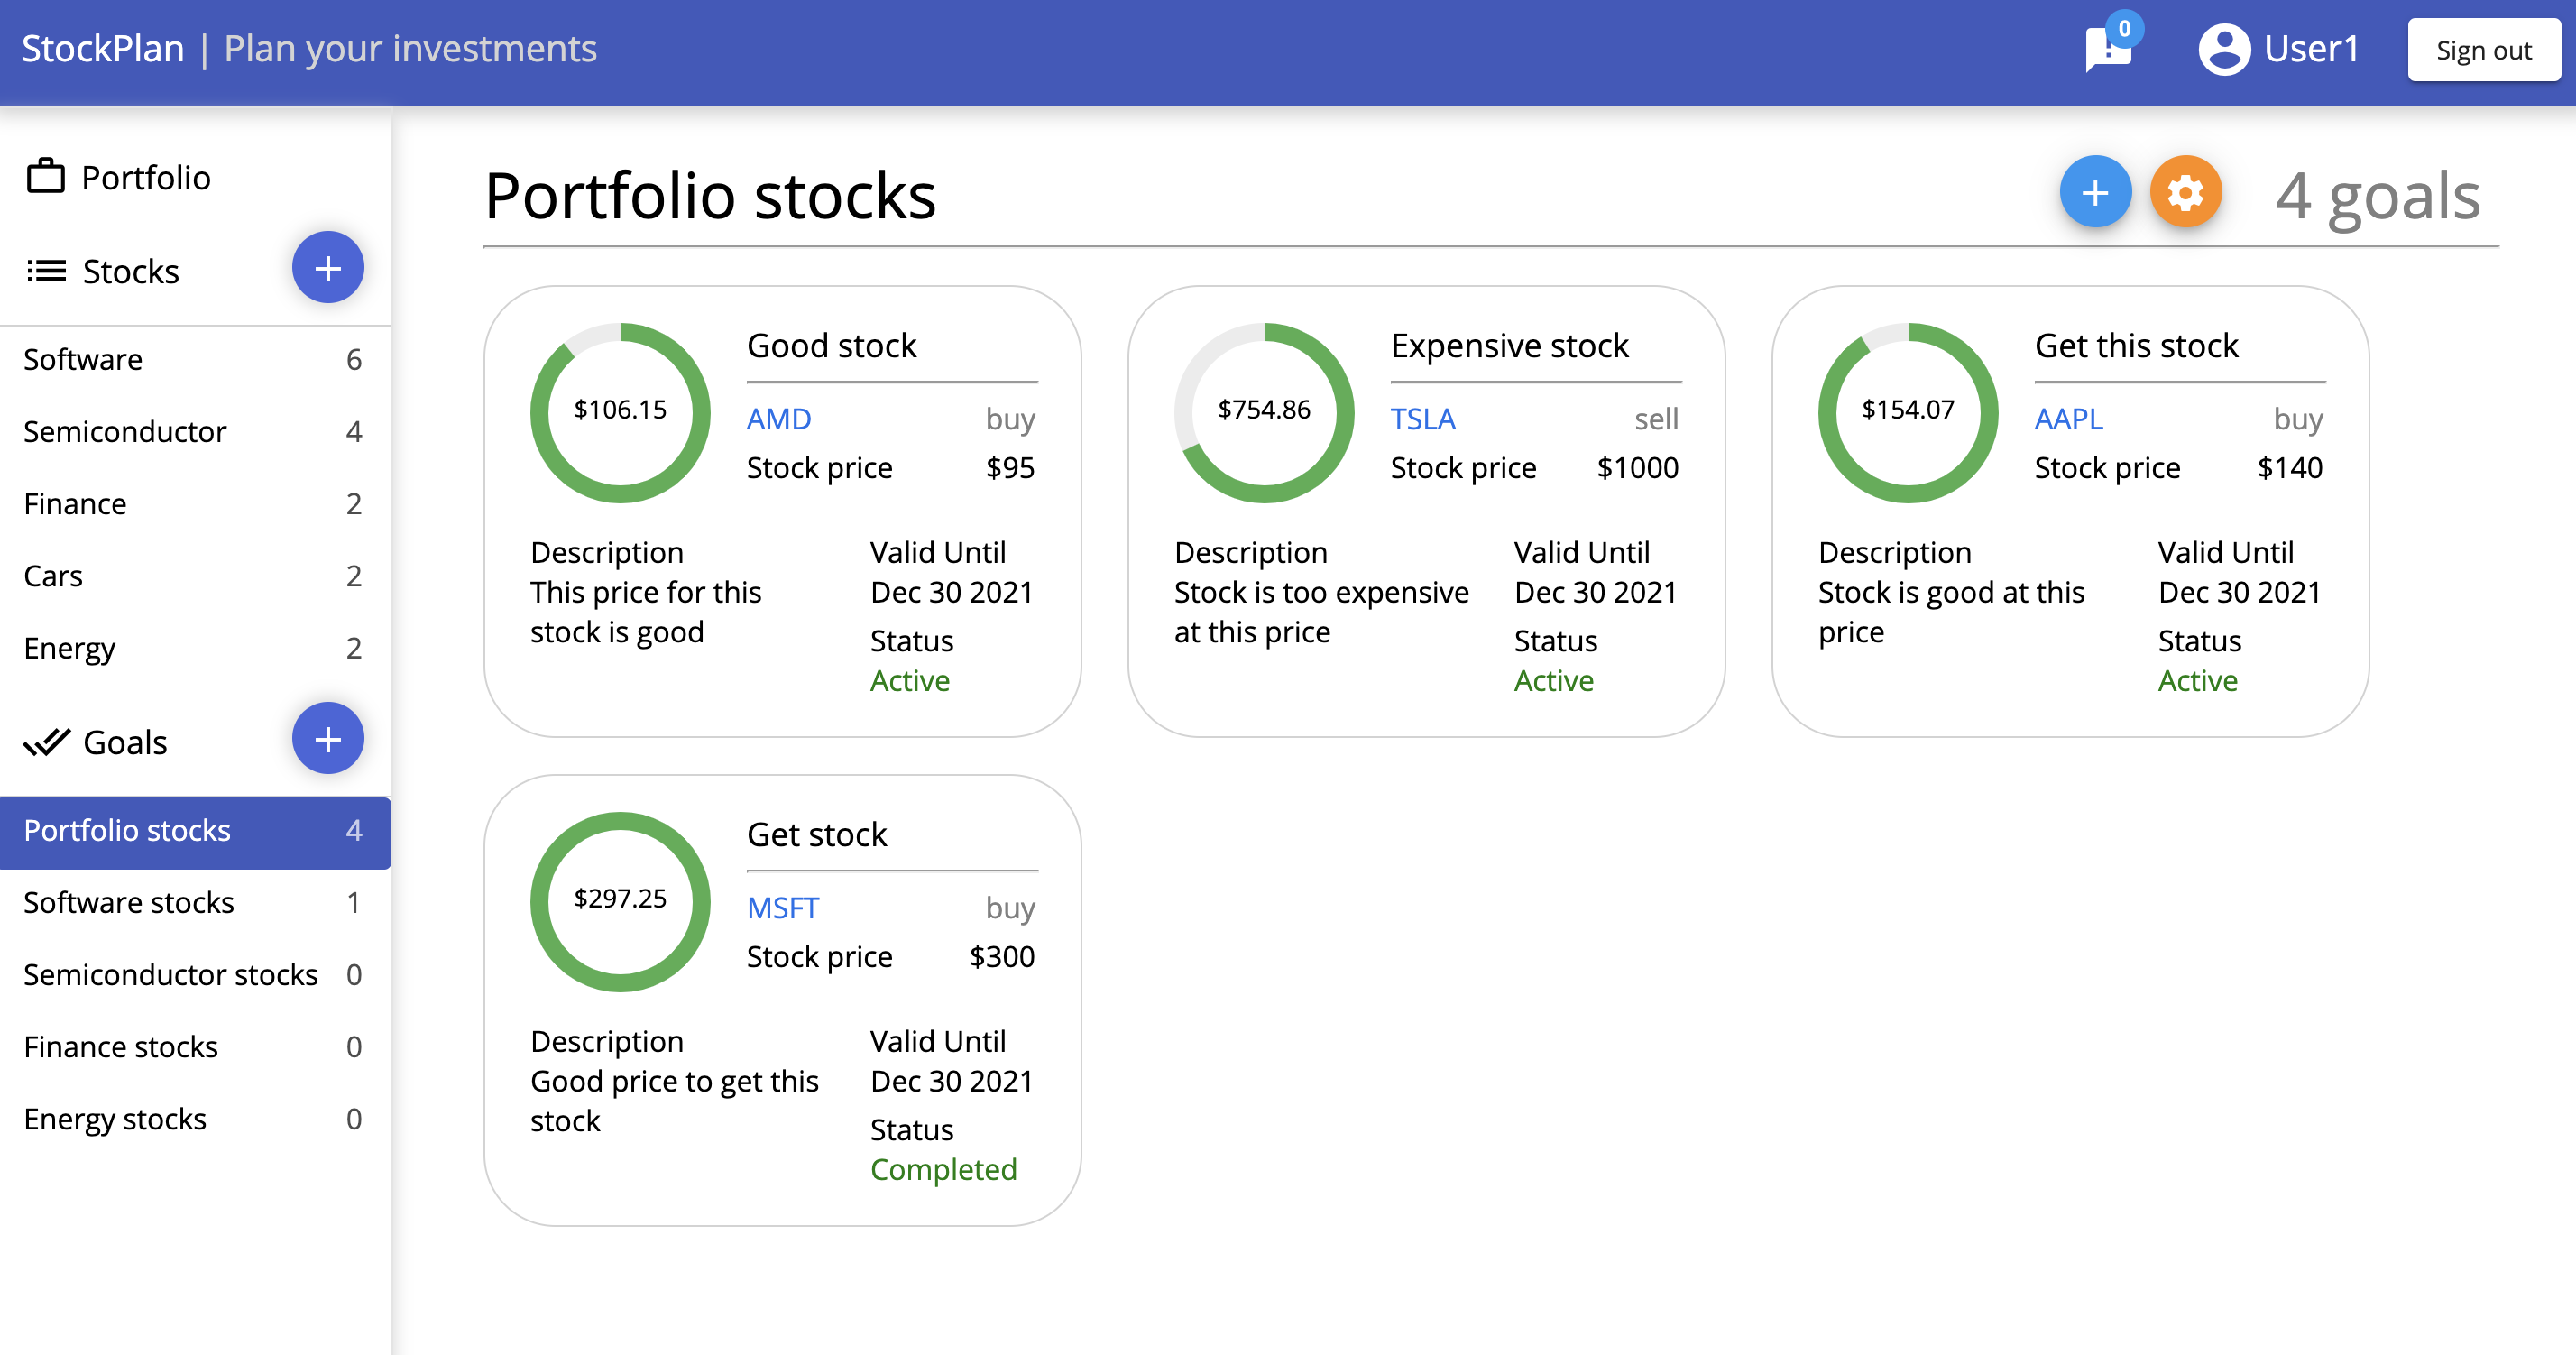 StockPlan | Plan your investments
0
User1
Sign out
Portfolio
Stocks
Software 6
Semiconductor 4
Finance 2
Cars 2
Energy 2
Goals
Portfolio stocks 4
Software stocks 1
Semiconductor stocks 0
Finance stocks 0
Energy stocks 0
Portfolio stocks
4 goals
$106.15
Good stock
AMD buy
Stock price $95
Description
This price for this
stock is good
Valid Until
Dec 30 2021
Status
Active
$754.86
Expensive stock
TSLA sell
Stock price $1000
Description
Stock is too expensive
at this price
Valid Until
Dec 30 2021
Status
Active
$154.07
Get this stock
AAPL buy
Stock price $140
Description
Stock is good at this
price
Valid Until
Dec 30 2021
Status
Active
$297.25
Get stock
MSFT buy
Stock price $300
Description
Good price to get this
stock
Valid Until
Dec 30 2021
Status
Completed